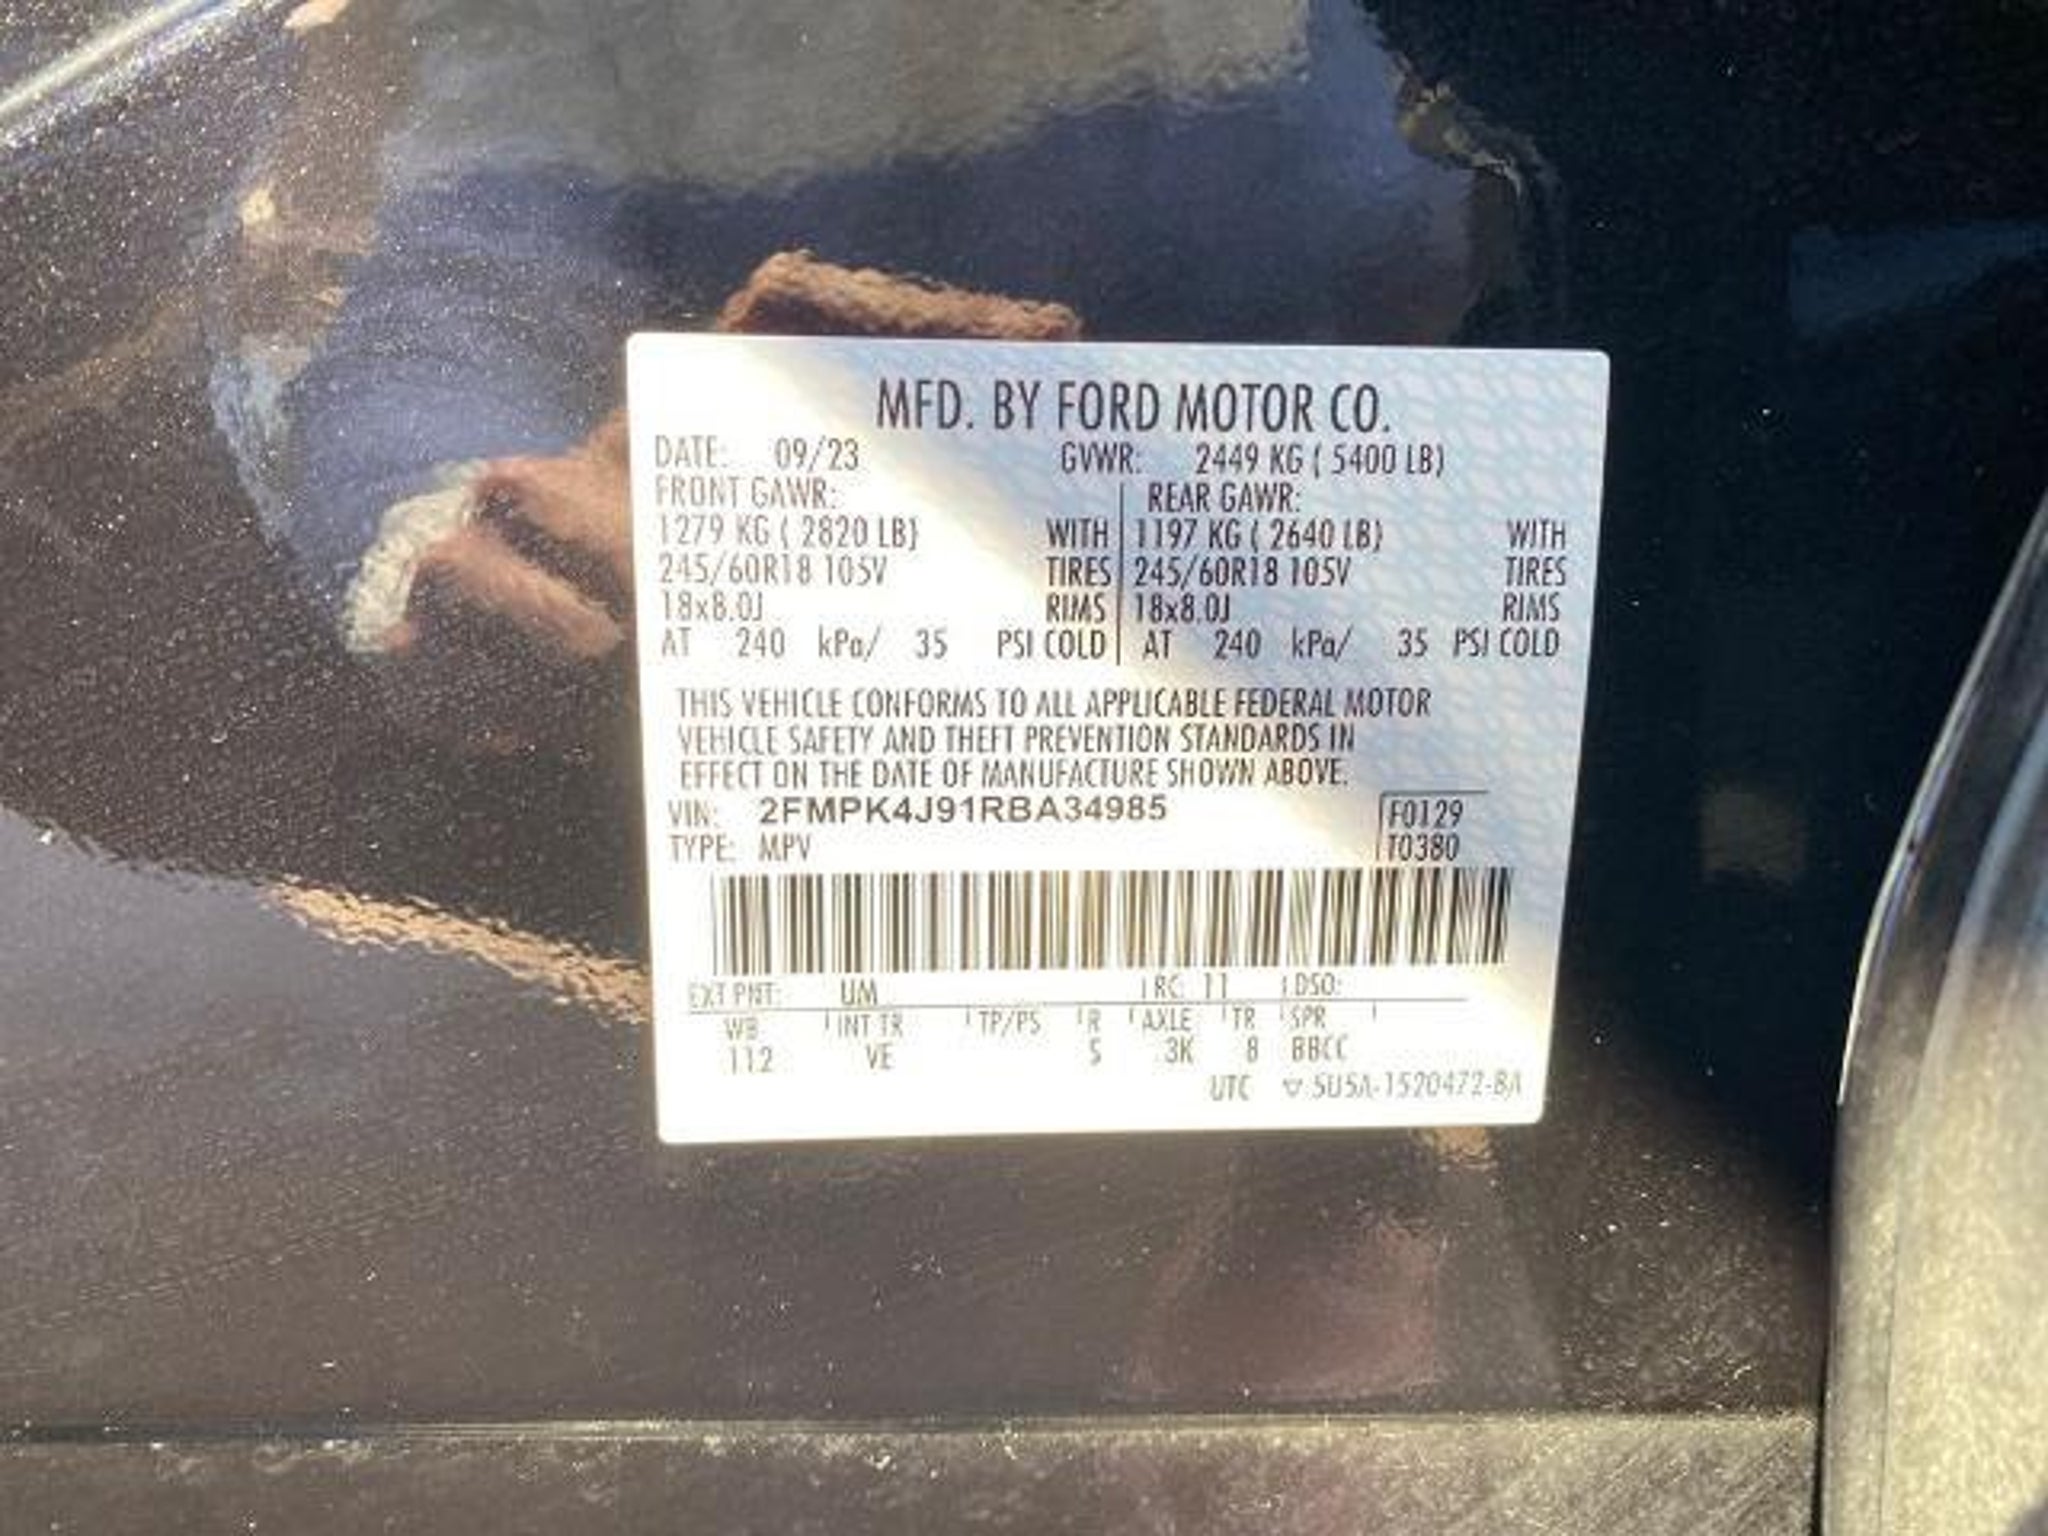 MFD. BY FORD MOTOR CO.
DATE: 09/23 GVWR: 2449 KG ( 5400 LB)
FRONT GAWR: REAR GAWR:
1279 KG ( 2820 LB) WITH 1197 KG ( 2640 LB) WITH
245/60R18 105V TIRES 245/60R18 105V TIRES
18x8.0J RIMS 18x8.0J RIMS
AT 240 kPa/ 35 PSI COLD AT 240 kPa/ 35 PSI COLD
THIS VEHICLE CONFORMS TO ALL APPLICABLE FEDERAL MOTOR
VEHICLE SAFETY AND THEFT PREVENTION STANDARDS IN
EFFECT ON THE DATE OF MANUFACTURE SHOWN ABOVE.
VIN: 2FMPK4J91RBA34985 F0129
TYPE: MPV T0380
EXT PNT: UM RC: 11 DSO:
WB INT TR TP/PS R AXLE TR SPR
112 VE 5 3K 8 BBCC
UTC ▽ 5U5A-1520472-BA